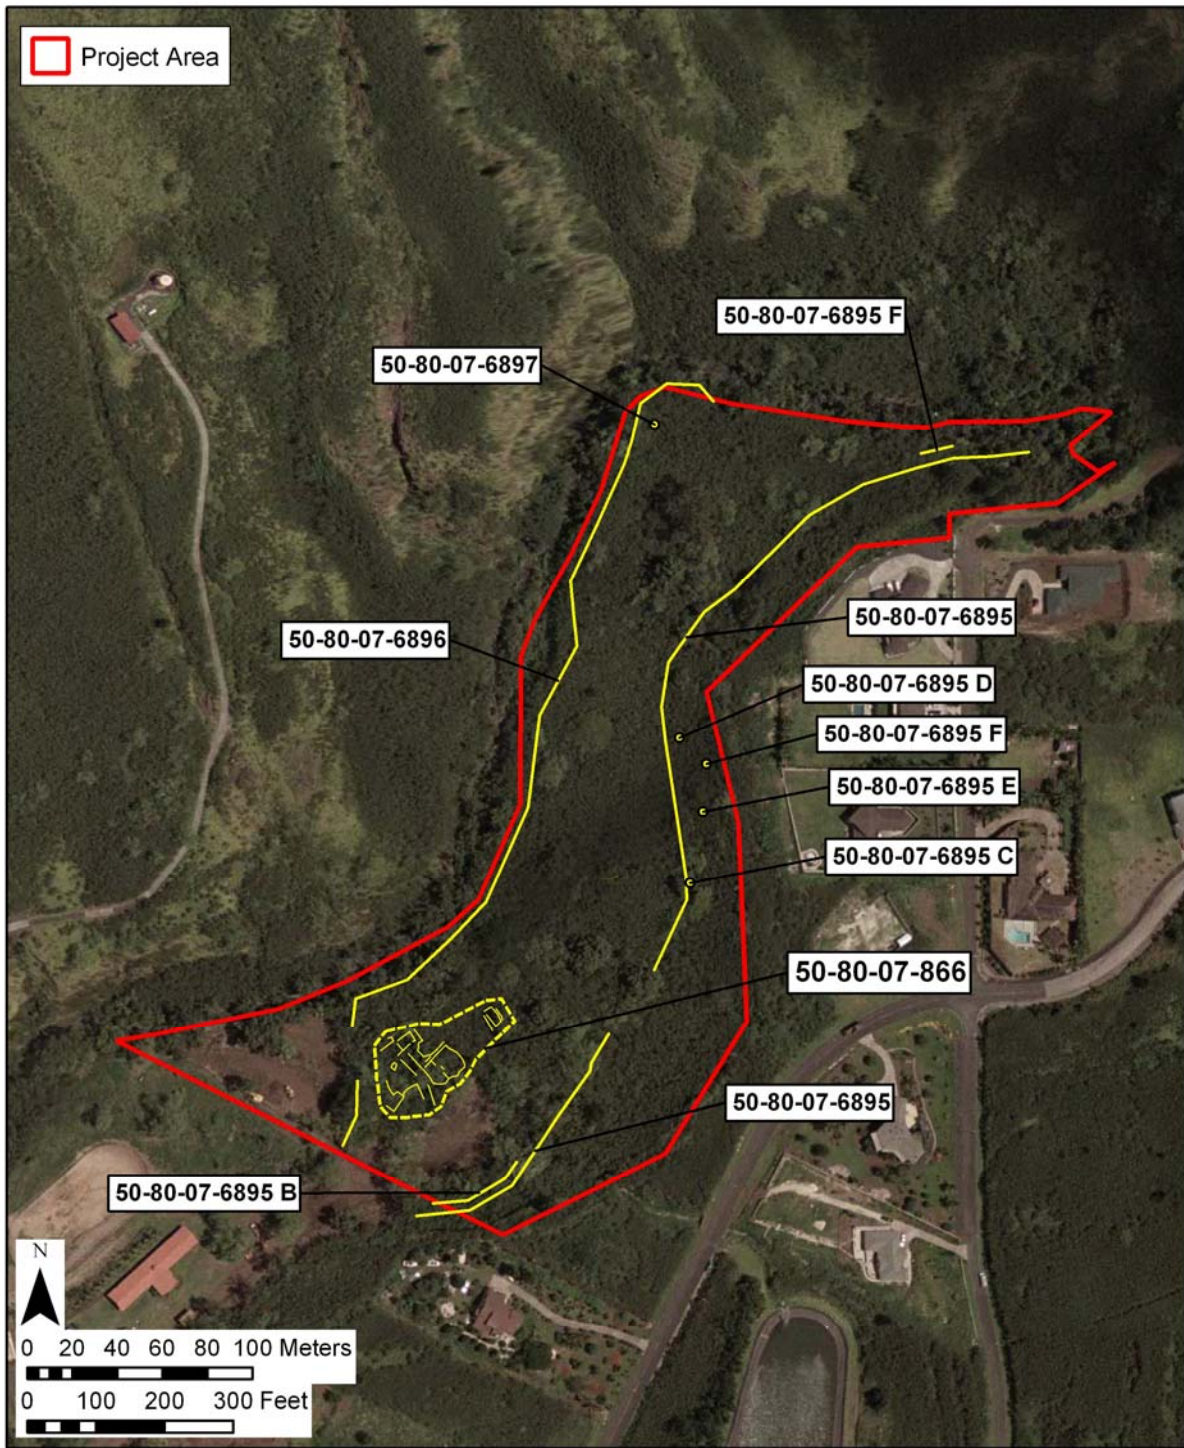 Project Area
50-80-07-6895 F
50-80-07-6897
50-80-07-6895
50-80-07-6896
50-80-07-6895 D
50-80-07-6895 F
50-80-07-6895 E
50-80-07-6895 C
50-80-07-866
50-80-07-6895
50-80-07-6895 B
N
0 20 40 60 80 100 Meters
0 100 200 300 Feet